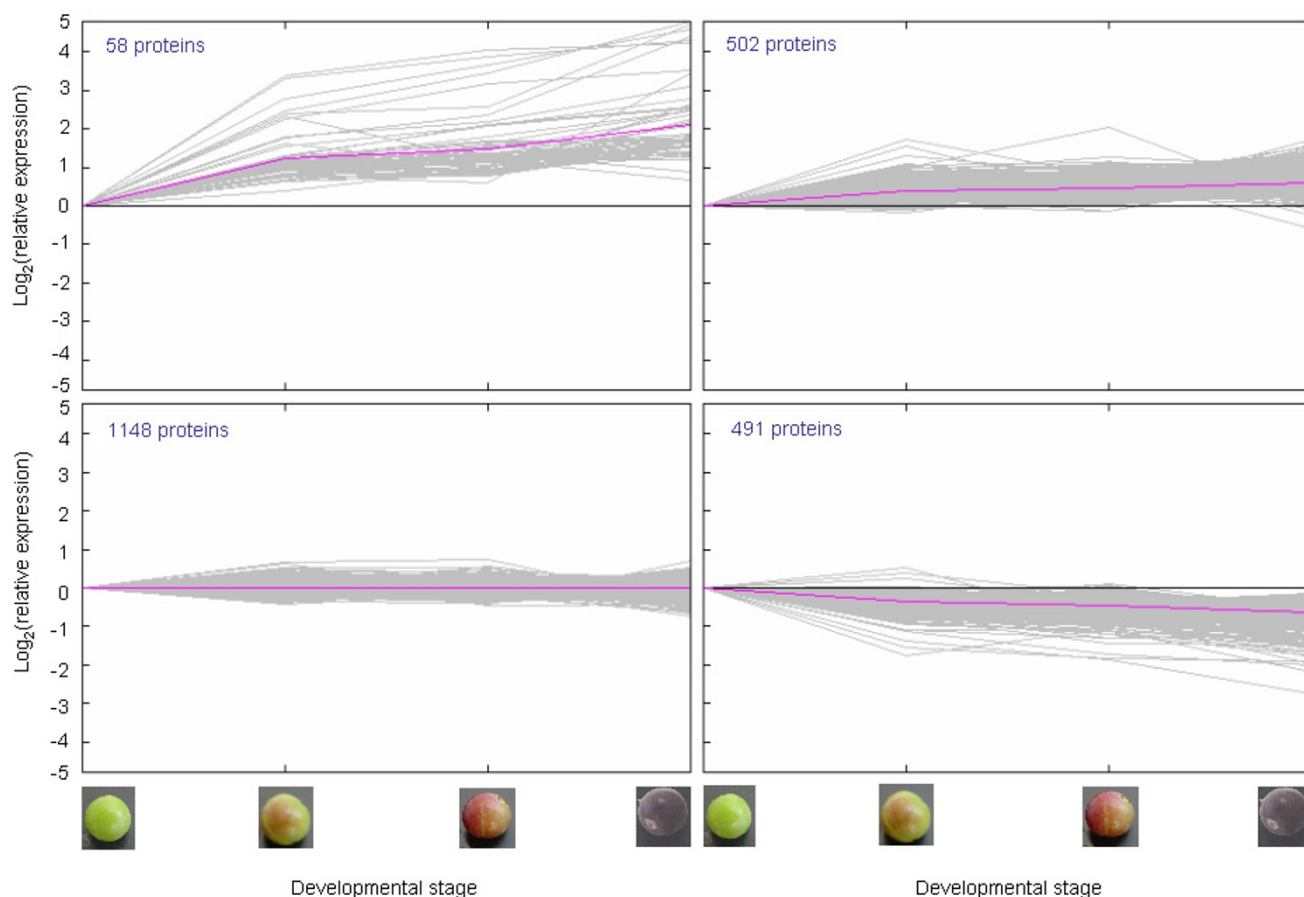 58 proteins
502 proteins
5
4
3
2
1
0
-1
-2
-3
-4
-5
Log2(relative expression)
1148 proteins
491 proteins
5
4
3
2
1
0
-1
-2
-3
-4
-5
Log2(relative expression)
Developmental stage
Developmental stage